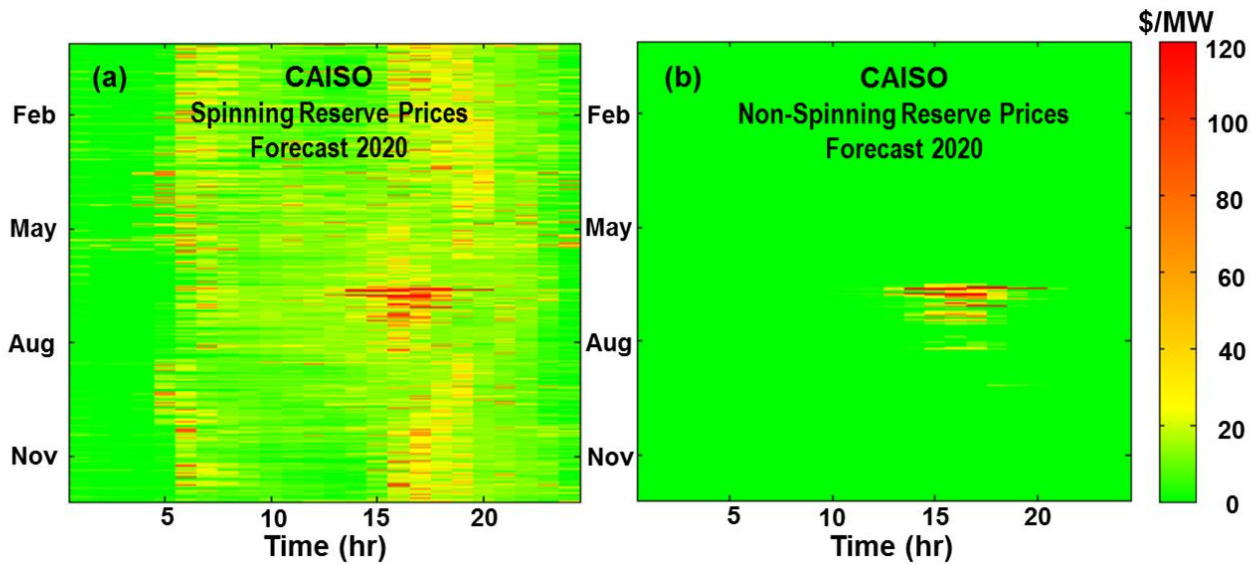 $/MW
(a)
CAISO
Spinning Reserve Prices
Forecast 2020
Feb
May
Aug
Nov
5
10
15
20
Time (hr)
(b)
CAISO
Non-Spinning Reserve Prices
Forecast 2020
Feb
May
Aug
Nov
5
10
15
20
Time (hr)
120
100
80
60
40
20
0